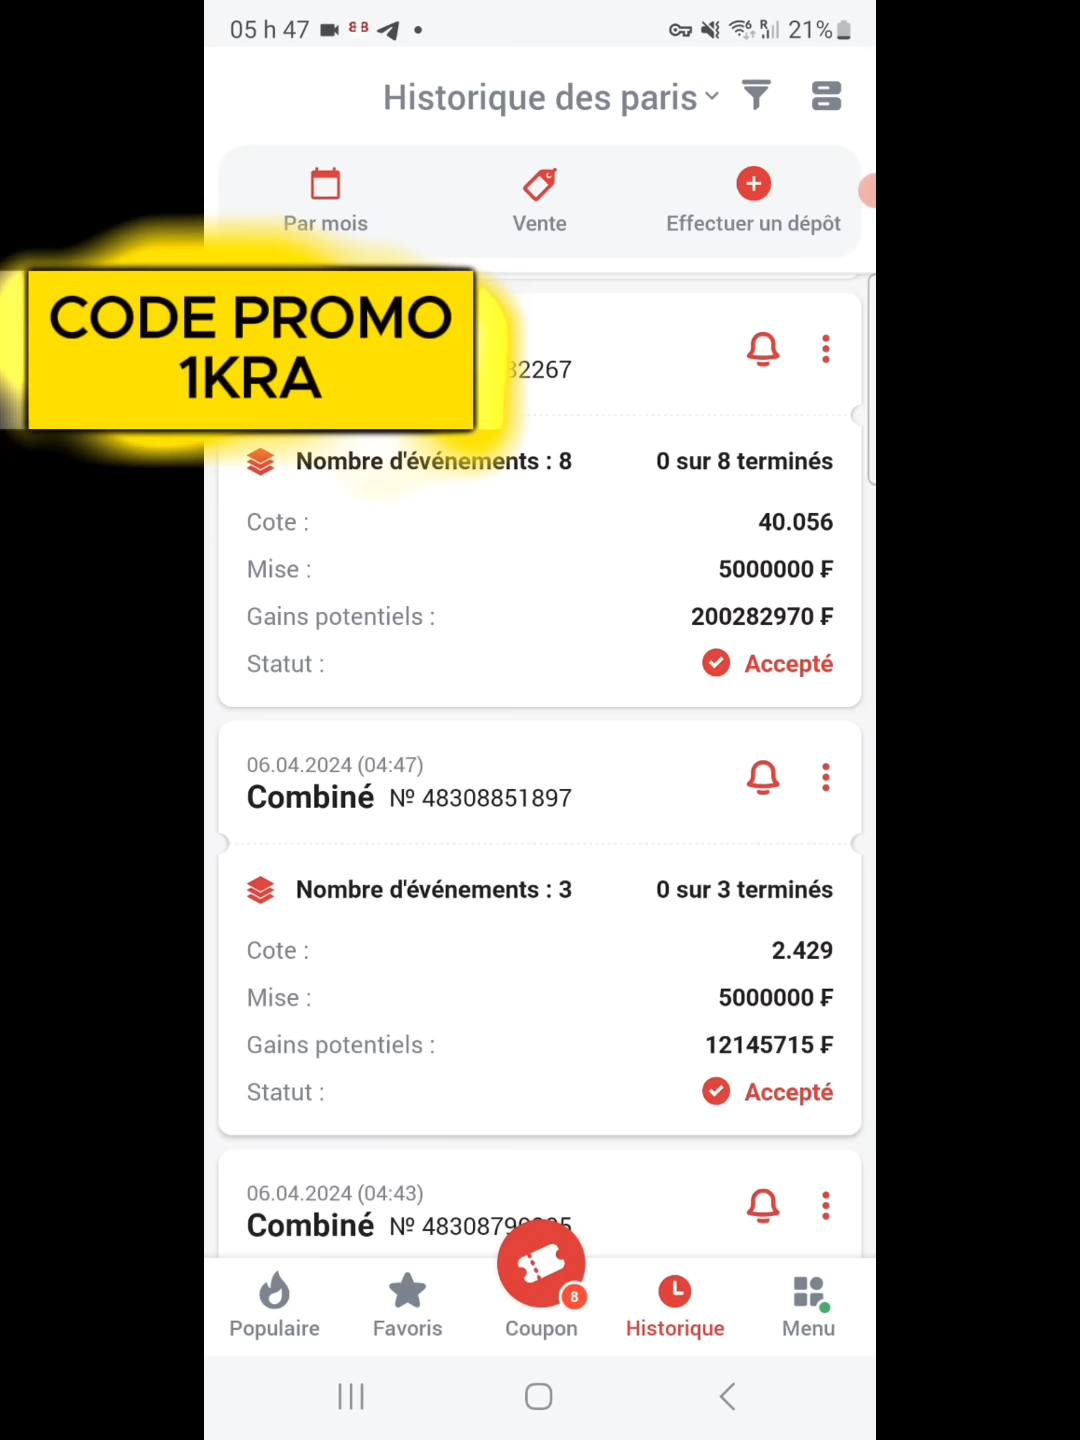 05 h 47
21%
Historique des paris
Par mois
Vente
Effectuer un dépôt
CODE PROMO
1KRA
32267
Nombre d'événements : 8
0 sur 8 terminés
Cote :
40.056
Mise :
5000000 ₣
Gains potentiels :
200282970 ₣
Statut :
Accepté
06.04.2024 (04:47)
Combiné № 48308851897
Nombre d'événements : 3
0 sur 3 terminés
Cote :
2.429
Mise :
5000000 ₣
Gains potentiels :
12145715 ₣
Statut :
Accepté
06.04.2024 (04:43)
Combiné №
8
Populaire
Favoris
Coupon
Historique
Menu